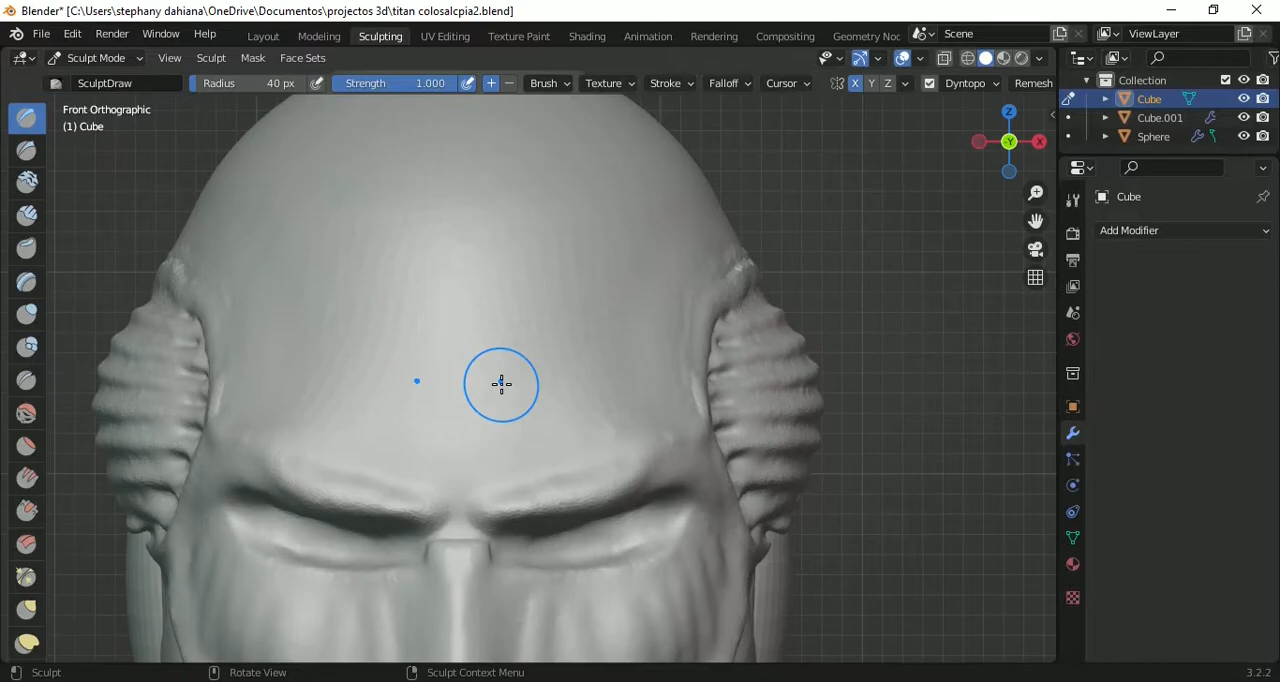 Blender* [C:\Users\stephany dahiana\OneDrive\Documentos\projectos 3d\titan colosalcpia2.blend]
File Edit Render Window Help Layout Modeling Sculpting UV Editing Texture Paint Shading Animation Rendering Compositing Geometry Noc Scene ViewLayer
Sculpt Mode View Sculpt Mask Face Sets
SculptDraw Radius 40 px Strength 1.000 Brush Texture Stroke Falloff Cursor X Y Z Dyntopo Remesh
Front Orthographic
(1) Cube
Z
-Y X
Collection
Cube
Cube.001
Sphere
Cube
Add Modifier
Sculpt Rotate View Sculpt Context Menu 3.2.2